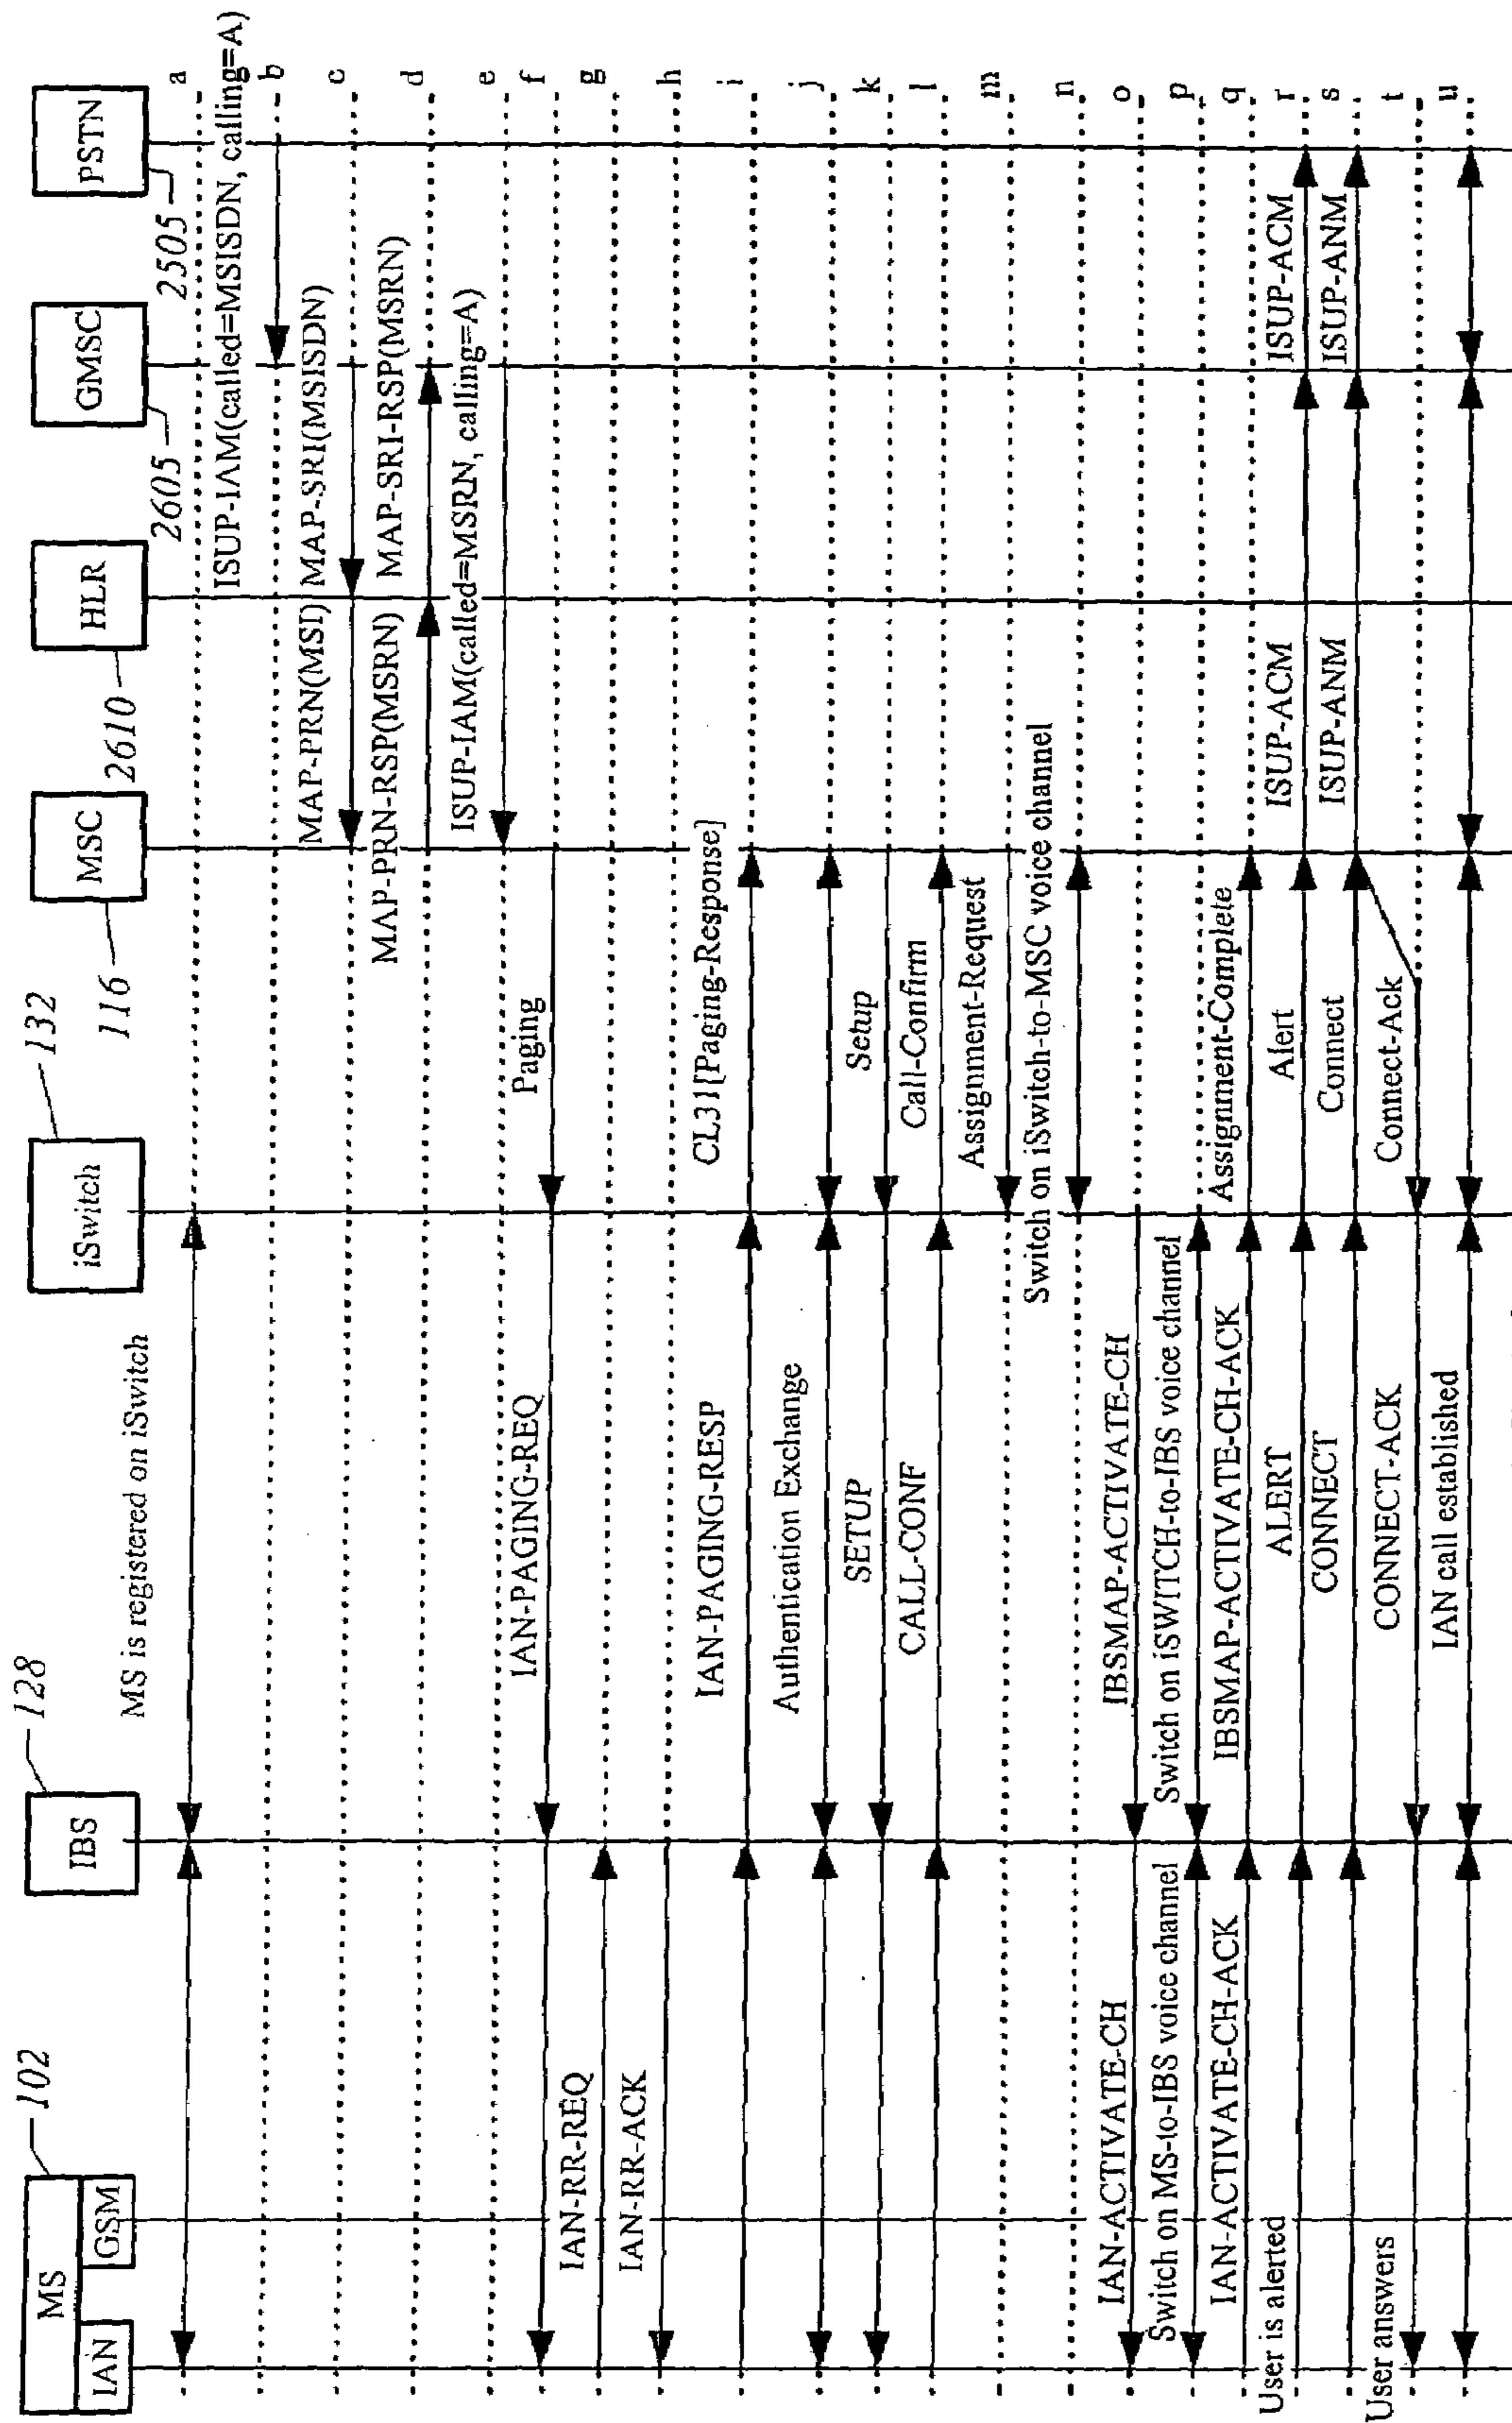 MS
IAN
GSM
102
IBS
128
iSwitch
132
MSC
116
HLR
2610
GMSC
2605
PSTN
2505
MS is registered on iSwitch
a
ISUP-IAM(called=MSISDN, calling=A)
b
MAP-PRN(MSI)
MAP-SRI(MSISDN)
c
MAP-PRN-RSP(MSRN)
MAP-SRI-RSP(MSRN)
d
ISUP-IAM(called=MSRN, calling=A)
e
IAN-PAGING-REQ
Paging
f
IAN-RR-REQ
g
IAN-RR-ACK
h
IAN-PAGING-RESP
CL31[Paging-Response]
i
Authentication Exchange
j
SETUP
Setup
k
CALL-CONF
Call-Confirm
l
Assignment-Request
m
Switch on iSwitch-to-MSC voice channel
n
IAN-ACTIVATE-CH
IBSMAP-ACTIVATE-CH
o
Switch on MS-to-IBS voice channel
Switch on iSWITCH-to-IBS voice channel
p
IAN-ACTIVATE-CH-ACK
IBSMAP-ACTIVATE-CH-ACK
Assignment-Complete
q
User is alerted
ALERT
Alert
ISUP-ACM
ISUP-ACM
r
CONNECT
Connect
ISUP-ANM
ISUP-ANM
s
User answers
CONNECT-ACK
Connect-Ack
t
IAN call established
u